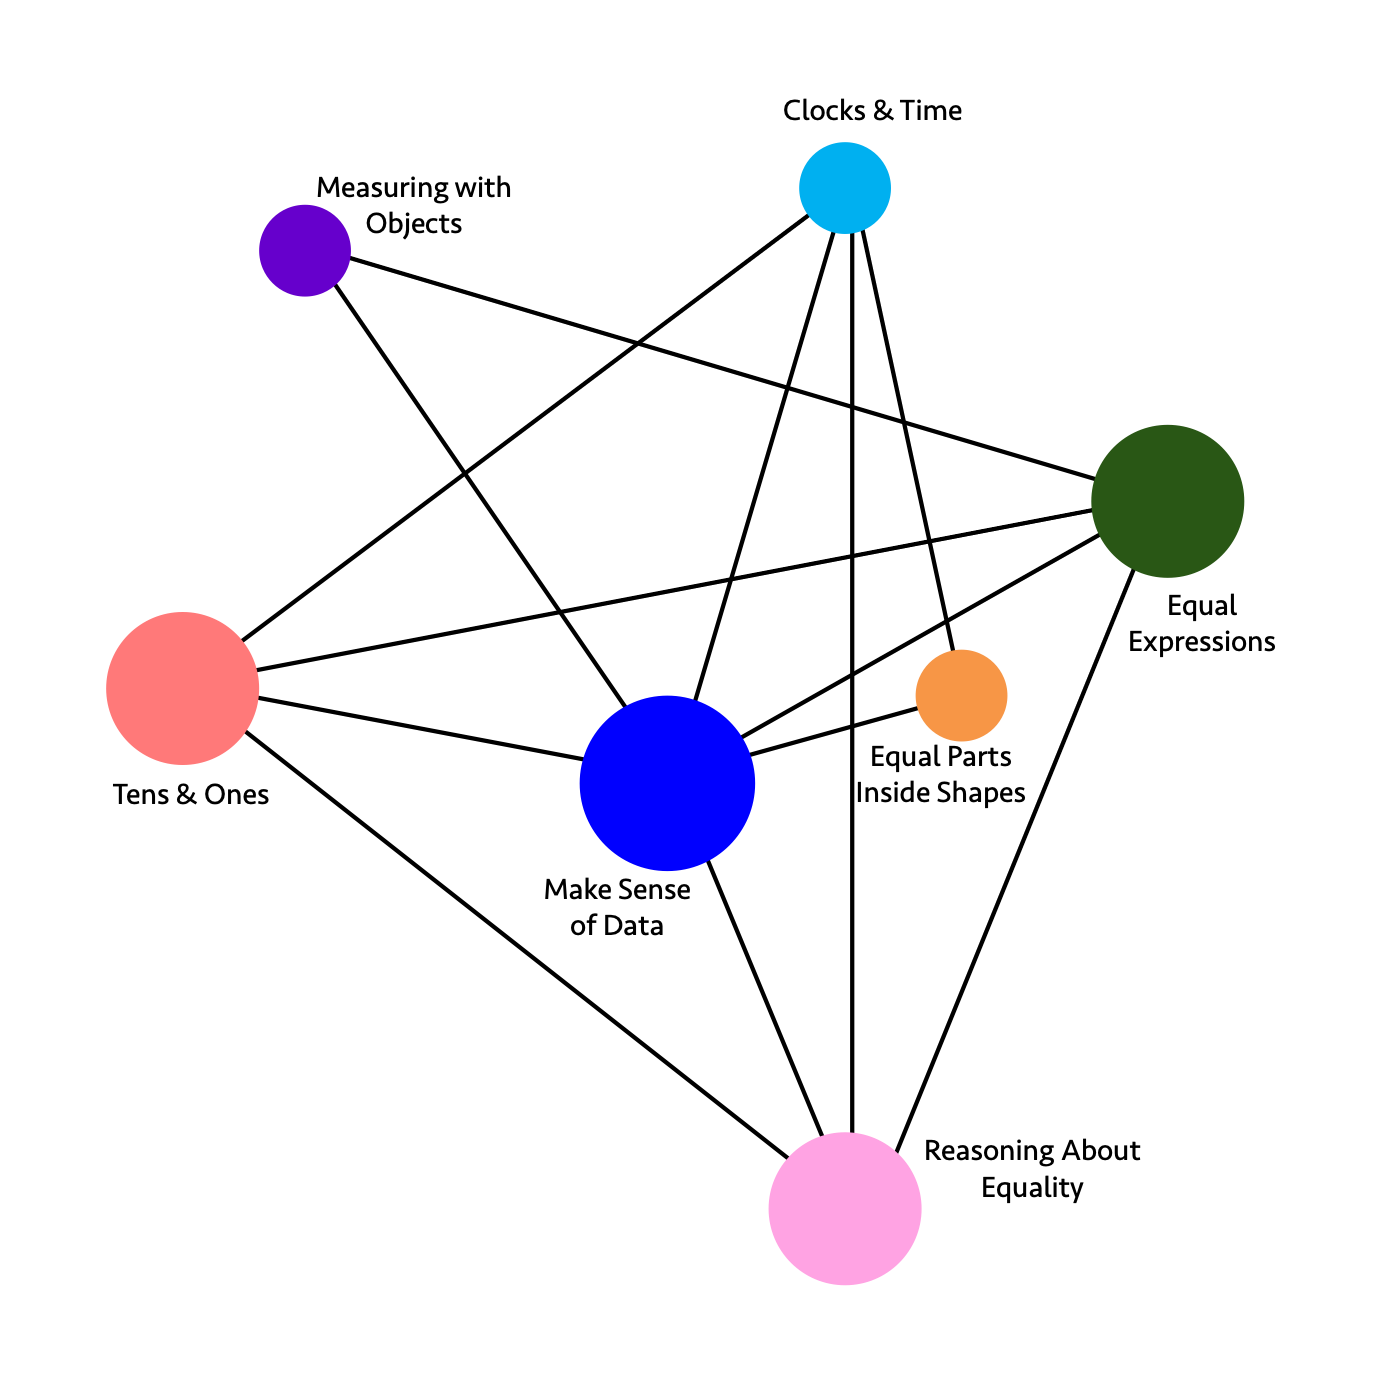 Clocks & Time
Measuring with
Objects
Equal
Expressions
Equal Parts
Inside Shapes
Tens & Ones
Make Sense
of Data
Reasoning About
Equality